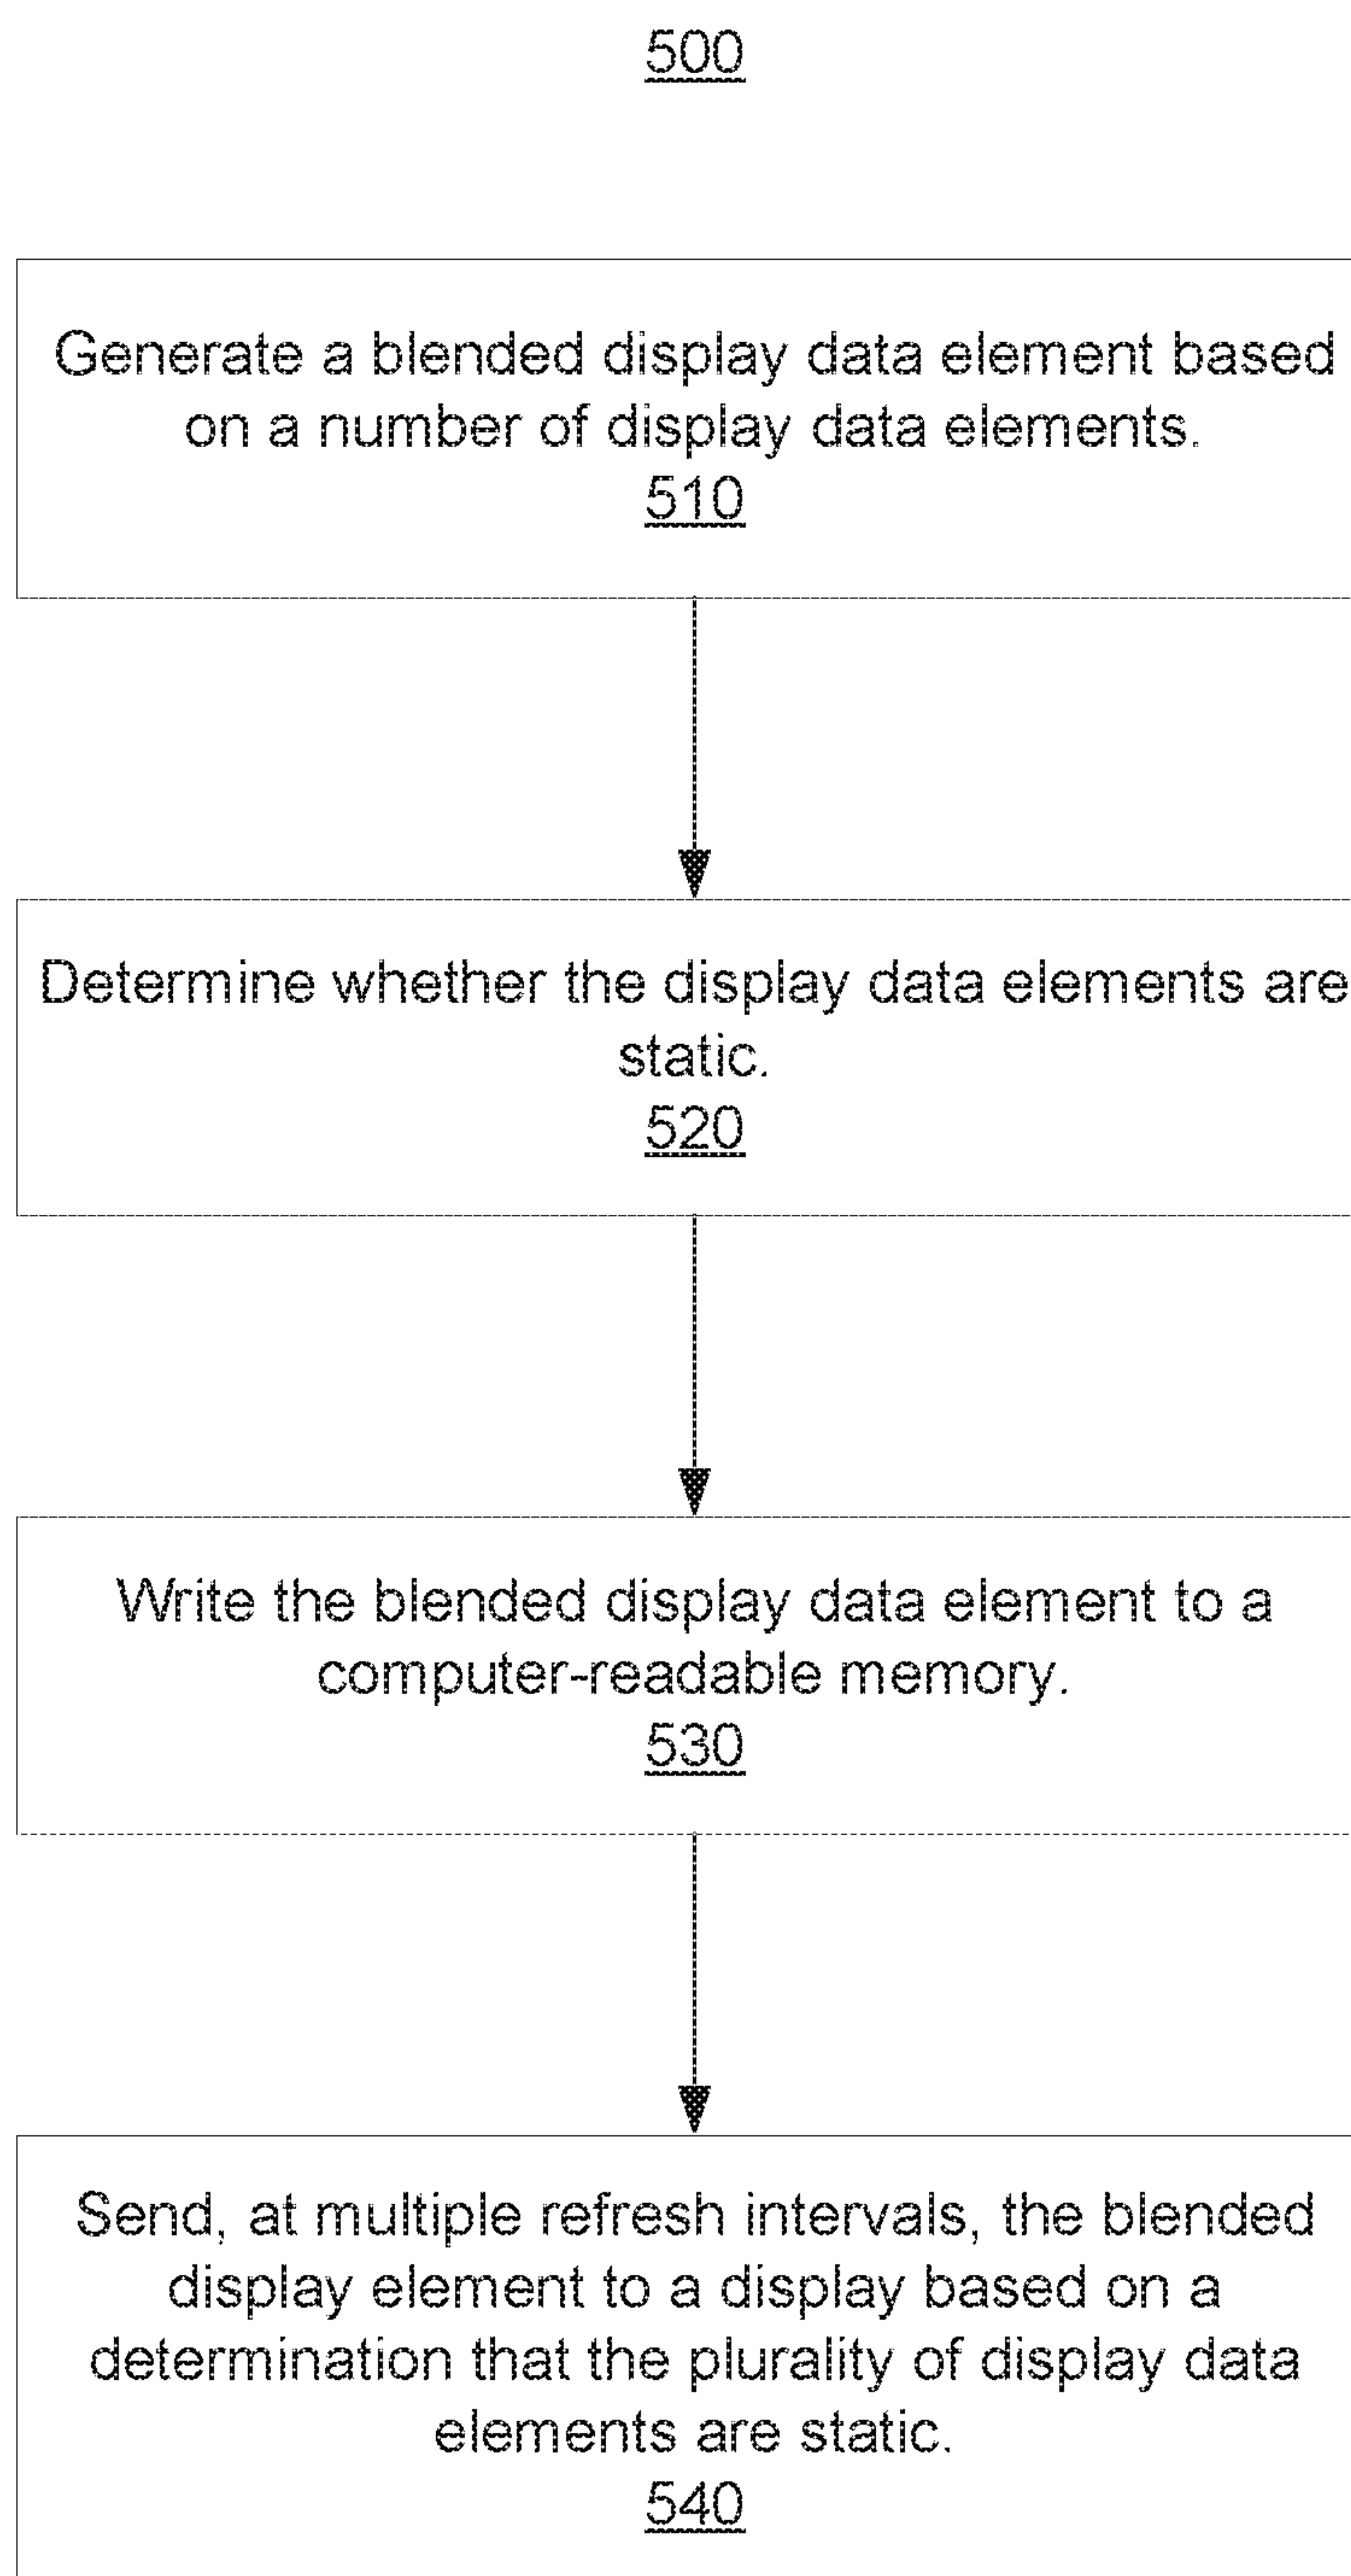 500
Generate a blended display data element based
on a number of display data elements.
510
Determine whether the display data elements are
static.
520
Write the blended display data element to a
computer-readable memory.
530
Send, at multiple refresh intervals, the blended
display element to a display based on a
determination that the plurality of display data
elements are static.
540